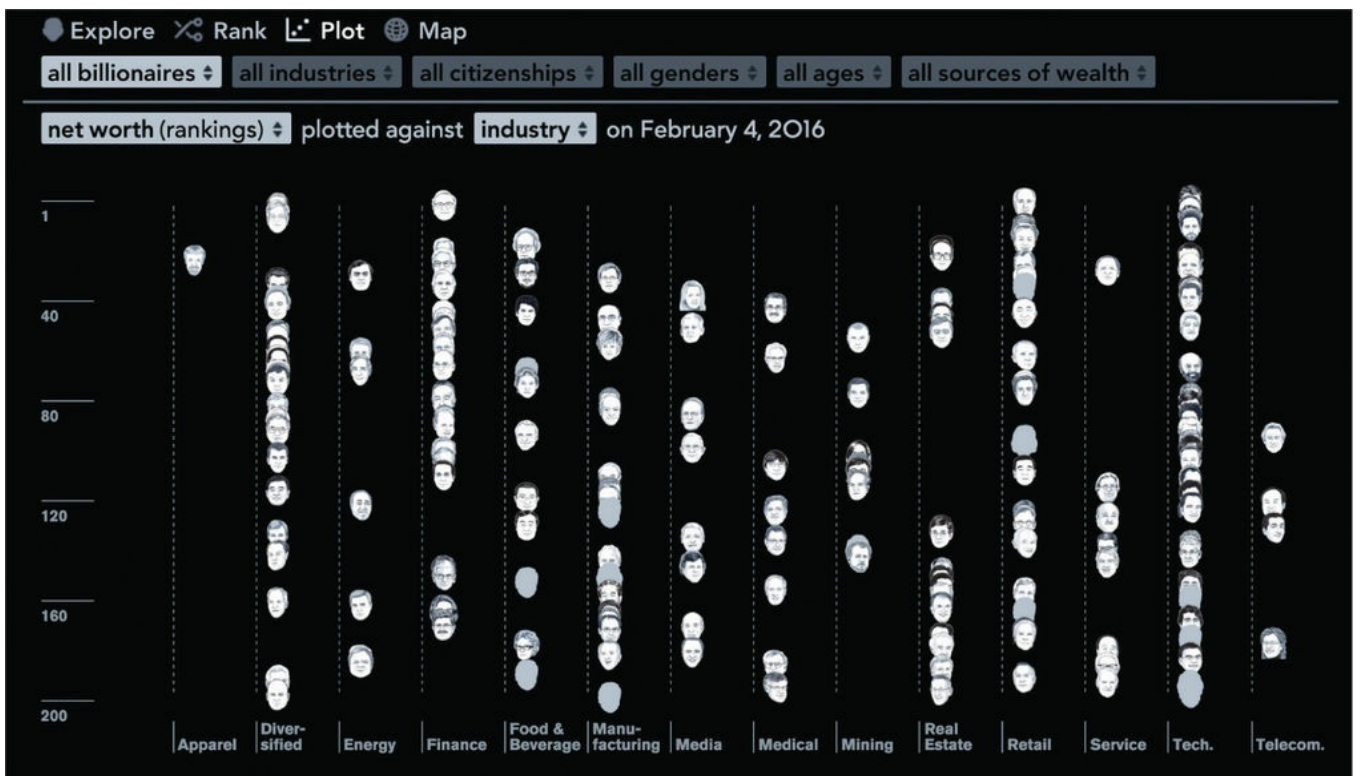 Explore Rank Plot Map
all billionaires all industries all citizenships all genders all ages all sources of wealth
net worth (rankings) plotted against industry on February 4, 2016
1
40
80
120
160
200
Apparel
Diver-
sified
Energy
Finance
Food &
Beverage
Manu-
facturing
Media
Medical
Mining
Real
Estate
Retail
Service
Tech.
Telecom.